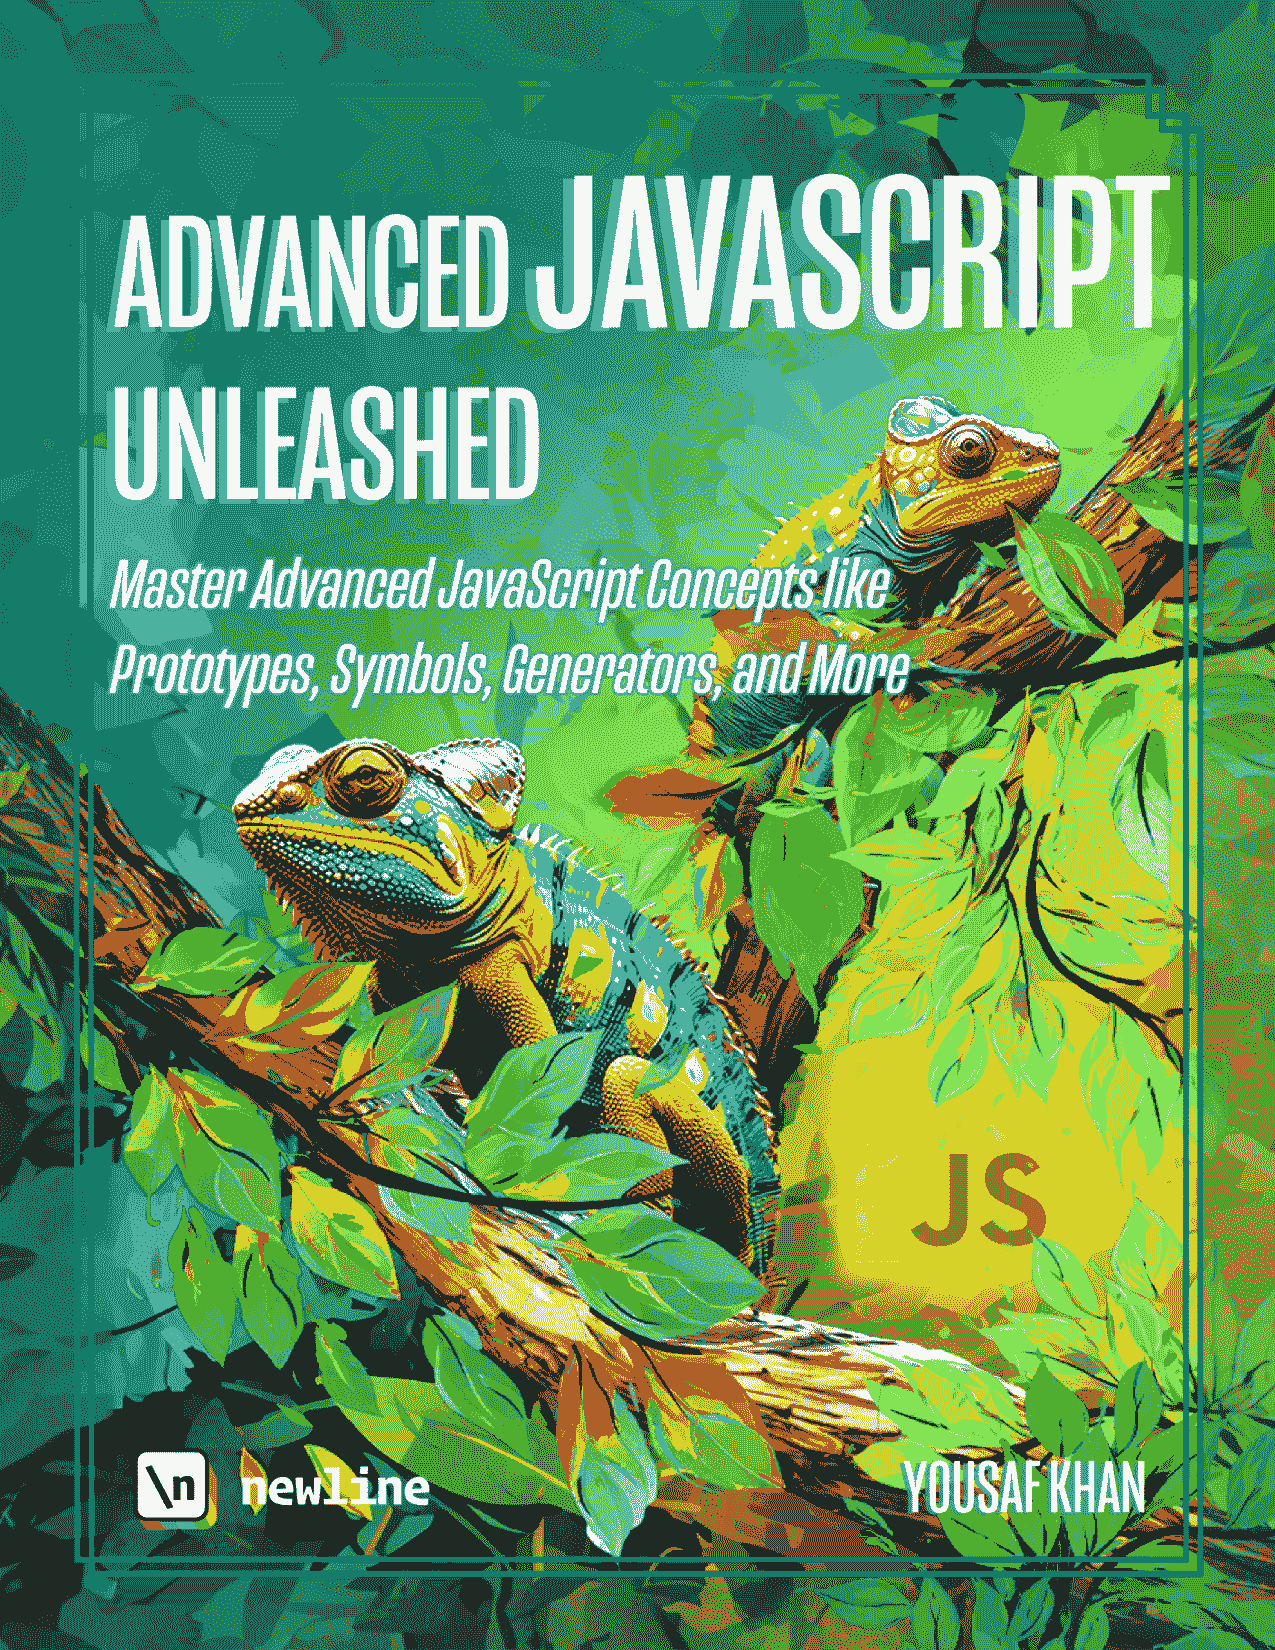 ADVANCED JAVASCRIPT
UNLEASHED
Master Advanced JavaScript Concepts like
Prototypes, Symbols, Generators, and More
JS
\n newline
YOUSAF KHAN